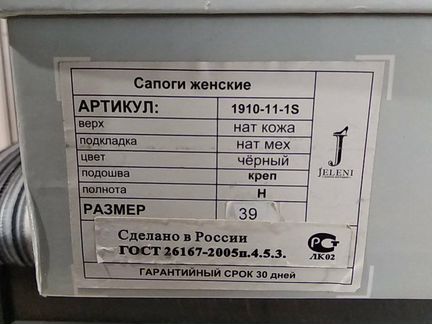 Сапоги женские
АРТИКУЛ: 1910-11-1S
верх нат кожа
подкладка нат мех
цвет чёрный
подошва креп
полнота Н
РАЗМЕР 39
JELENI
Сделано в России
ГОСТ 26167-2005п.4.5.3.
РСТ
ЛК02
ГАРАНТИЙНЫЙ СРОК 30 дней